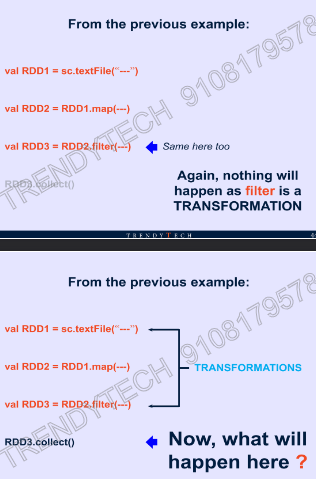 From the previous example:
val RDD1 = sc.textFile("---")
val RDD2 = RDD1.map(---)
val RDD3 = RDD2.filter(---)
Same here too
RDD3.collect()
Again, nothing will
happen as filter is a
TRANSFORMATION
TRENDYTECH 9108179578
TRENDYTECH
From the previous example:
val RDD1 = sc.textFile("---")
val RDD2 = RDD1.map(---)
TRANSFORMATIONS
val RDD3 = RDD2.filter(---)
RDD3.collect()
Now, what will
happen here ?
TRENDYTECH 9108179578